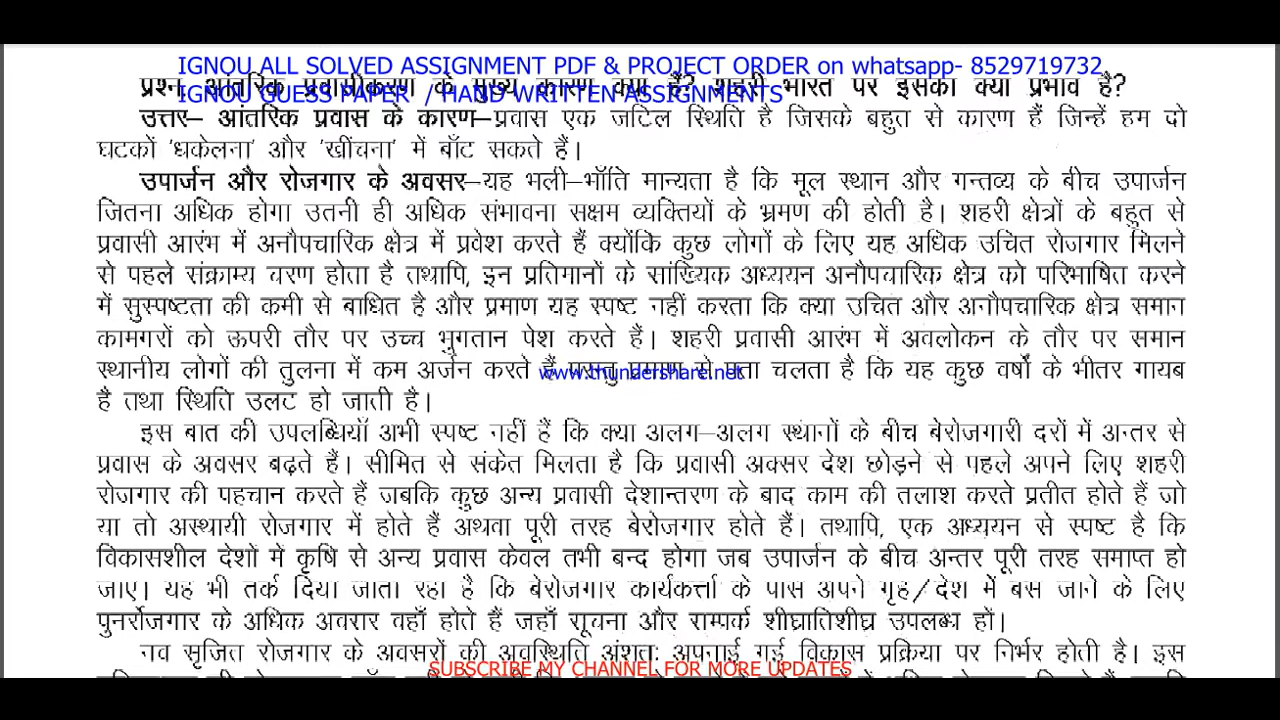 IGNOU ALL SOLVED ASSIGNMENT PDF & PROJECT ORDER on whatsapp- 8529719732
प्रश्न. आंतरिक प्रवासीकरण के मुख्य कारण क्या हैं? शहरी भारत पर इसका क्या प्रभाव है?
IGNOU GUESS PAPER / HAND WRITTEN ASSIGNMENTS
उत्तर– आंतरिक प्रवास के कारण–प्रवास एक जटिल स्थिति है जिसके बहुत से कारण हैं जिन्हें हम दो
घटकों 'धकेलना' और 'खींचना' में बाँट सकते हैं।
उपार्जन और रोजगार के अवसर–यह भली–भाँति मान्यता है कि मूल स्थान और गन्तव्य के बीच उपार्जन
जितना अधिक होगा उतनी ही अधिक संभावना सक्षम व्यक्तियों के भ्रमण की होती है। शहरी क्षेत्रों के बहुत से
प्रवासी आरंभ में अनौपचारिक क्षेत्र में प्रवेश करते हैं क्योंकि कुछ लोगों के लिए यह अधिक उचित रोजगार मिलने
से पहले संक्राम्य चरण होता है तथापि, इन प्रतिमानों के सांख्यिक अध्ययन अनौपचारिक क्षेत्र को परिभाषित करने
में सुस्पष्टता की कमी से बाधित है और प्रमाण यह स्पष्ट नहीं करता कि क्या उचित और अनौपचारिक क्षेत्र समान
कामगरों को ऊपरी तौर पर उच्च भुगतान पेश करते हैं। शहरी प्रवासी आरंभ में अवलोकन के तौर पर समान
स्थानीय लोगों की तुलना में कम अर्जन करते हैं परन्तु प्रमाण से पता चलता है कि यह कुछ वर्षों के भीतर गायब
www.thundershare.net
है तथा स्थिति उलट हो जाती है।
इस बात की उपलब्धियाँ अभी स्पष्ट नहीं हैं कि क्या अलग–अलग स्थानों के बीच बेरोजगारी दरों में अन्तर से
प्रवास के अवसर बढ़ते हैं। सीमित से संकेत मिलता है कि प्रवासी अक्सर देश छोड़ने से पहले अपने लिए शहरी
रोजगार की पहचान करते हैं जबकि कुछ अन्य प्रवासी देशान्तरण के बाद काम की तलाश करते प्रतीत होते हैं जो
या तो अस्थायी रोजगार में होते हैं अथवा पूरी तरह बेरोजगार होते हैं। तथापि, एक अध्ययन से स्पष्ट है कि
विकासशील देशों में कृषि से अन्य प्रवास केवल तभी बन्द होगा जब उपार्जन के बीच अन्तर पूरी तरह समाप्त हो
जाए। यह भी तर्क दिया जाता रहा है कि बेरोजगार कार्यकर्त्ता के पास अपने गृह/देश में बस जाने के लिए
पुनर्रोजगार के अधिक अवसर वहाँ होते हैं जहाँ सूचना और सम्पर्क शीघ्रातिशीघ्र उपलब्ध हों।
नव सृजित रोजगार के अवसरों की अवस्थिति अंशतः अपनाई गई विकास प्रक्रिया पर निर्भर होती है। इस
SUBSCRIBE MY CHANNEL FOR MORE UPDATES